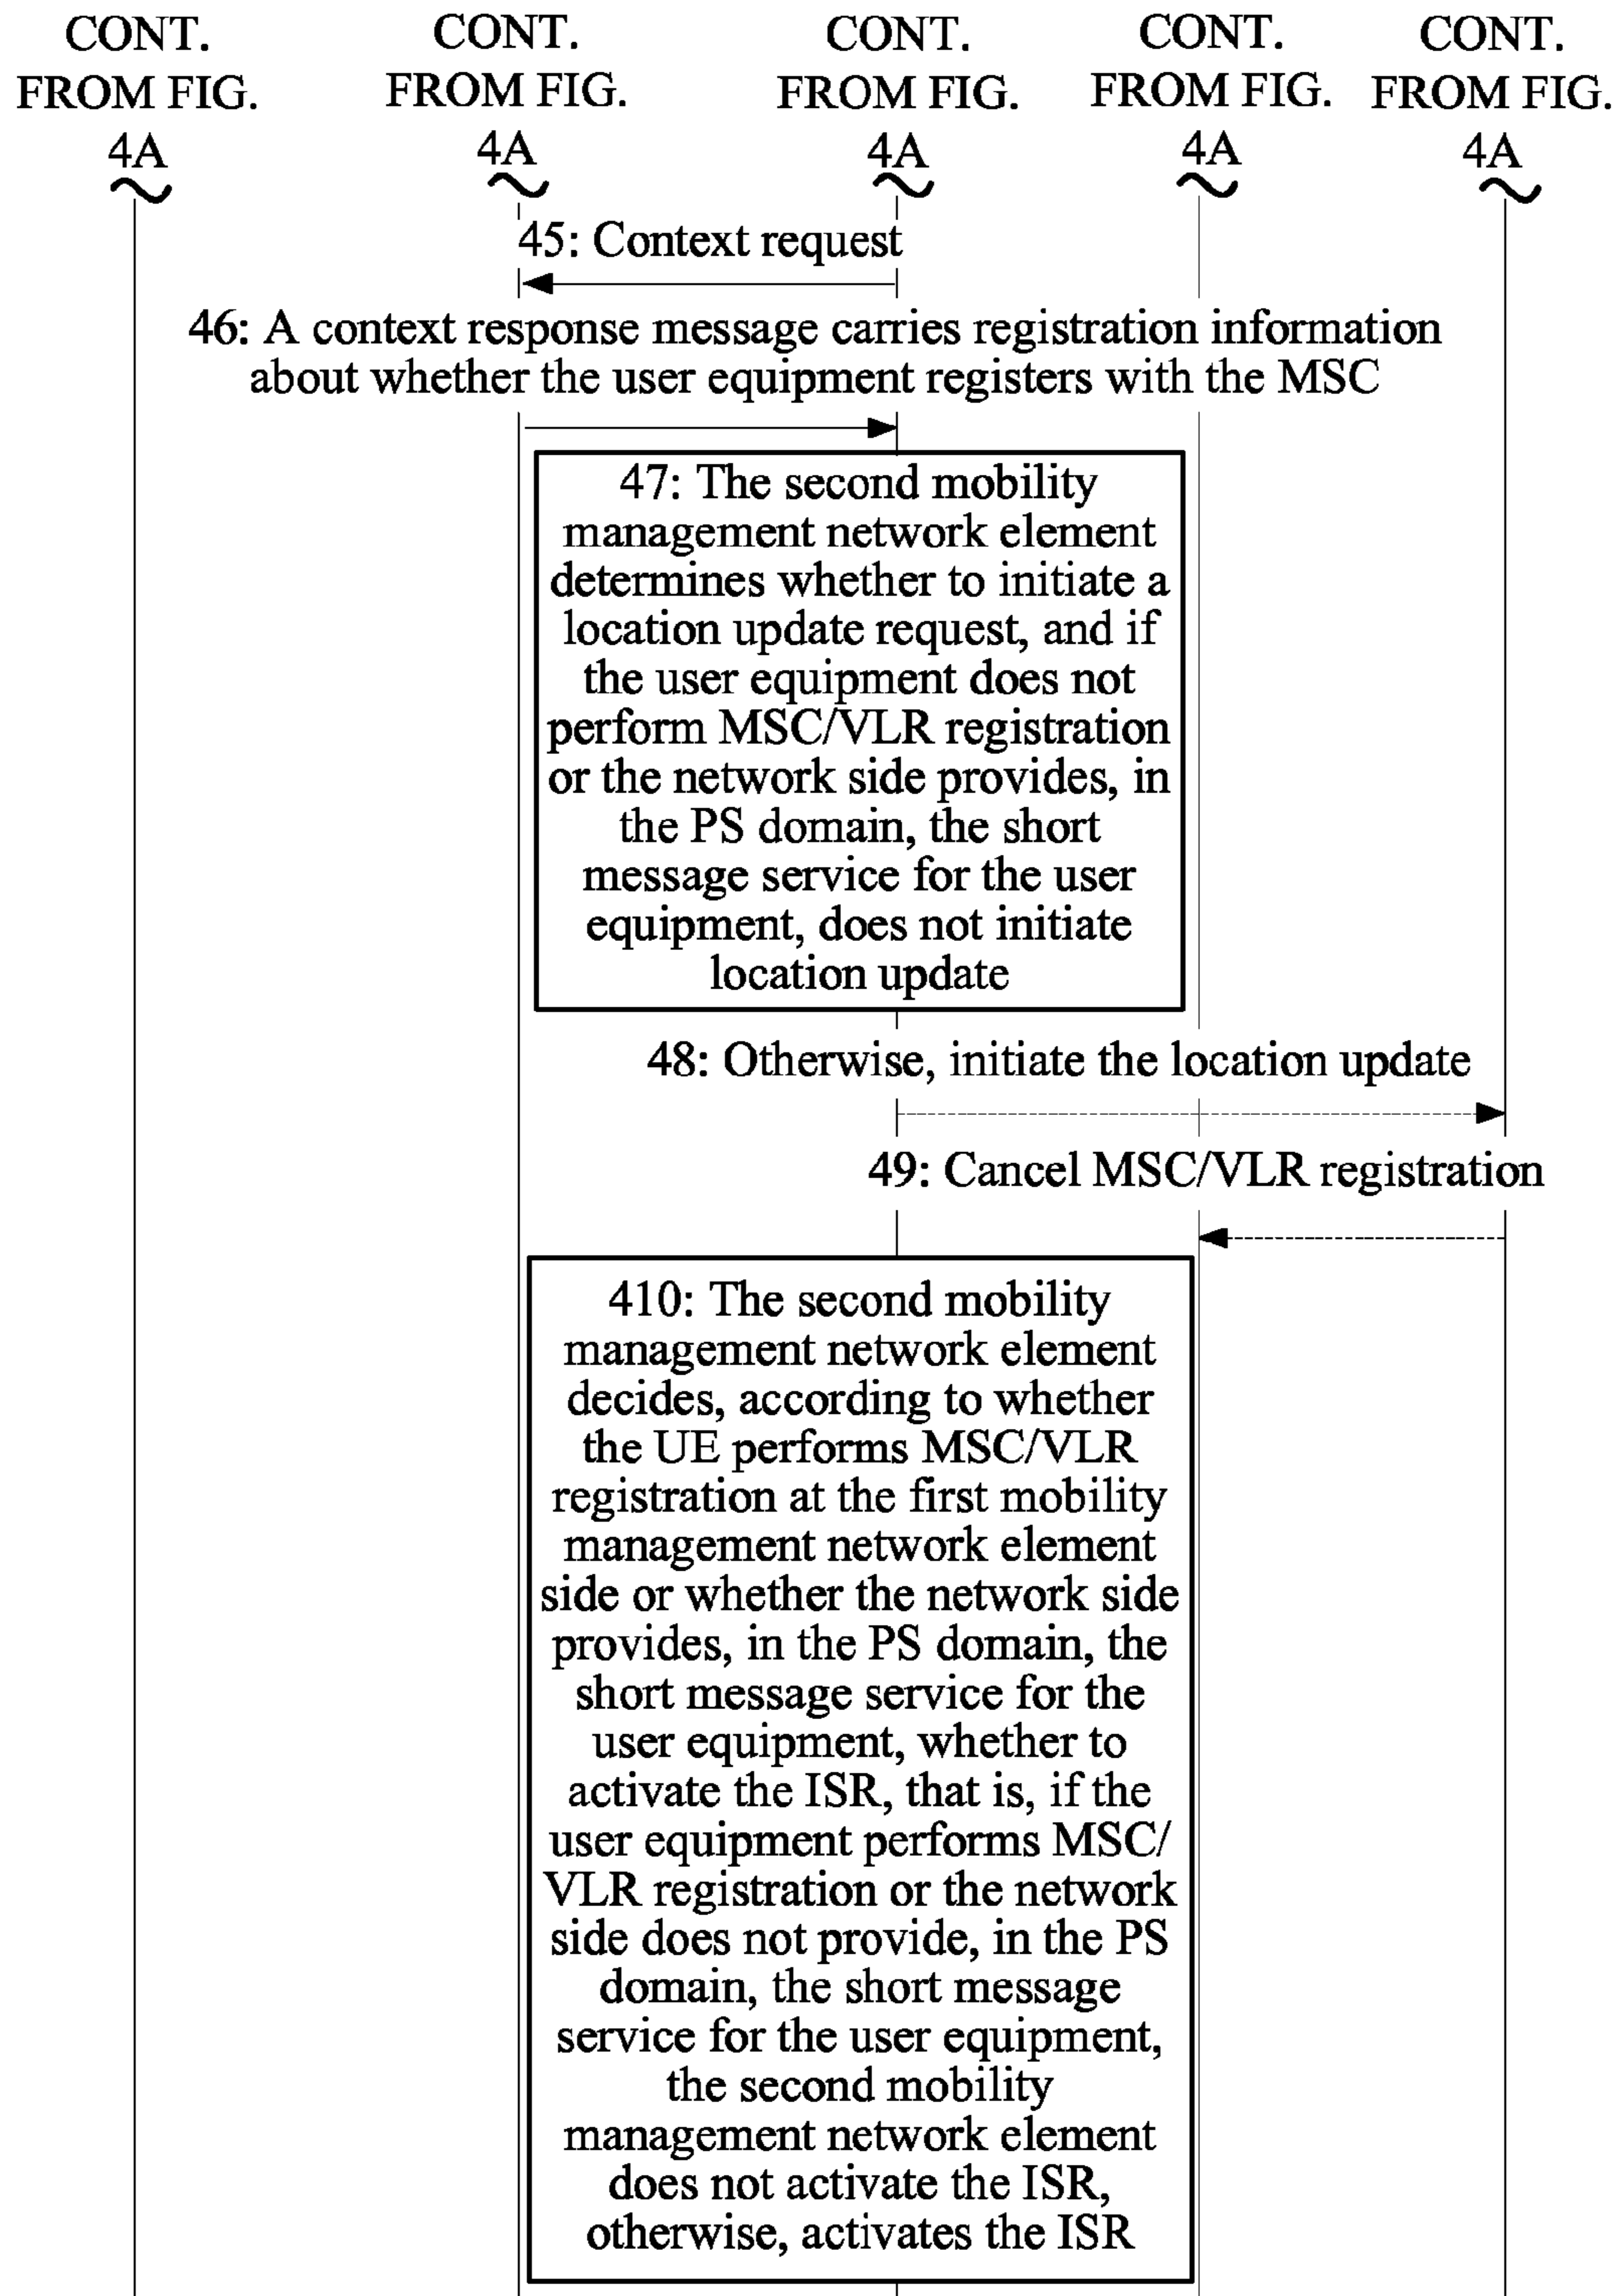 CONT. CONT. CONT. CONT. CONT.
FROM FIG. FROM FIG. FROM FIG. FROM FIG. FROM FIG.
4A 4A 4A 4A 4A
45: Context request
46: A context response message carries registration information
about whether the user equipment registers with the MSC
47: The second mobility
management network element
determines whether to initiate a
location update request, and if
the user equipment does not
perform MSC/VLR registration
or the network side provides, in
the PS domain, the short
message service for the user
equipment, does not initiate
location update
48: Otherwise, initiate the location update
49: Cancel MSC/VLR registration
410: The second mobility
management network element
decides, according to whether
the UE performs MSC/VLR
registration at the first mobility
management network element
side or whether the network side
provides, in the PS domain, the
short message service for the
user equipment, whether to
activate the ISR, that is, if the
user equipment performs MSC/
VLR registration or the network
side does not provide, in the PS
domain, the short message
service for the user equipment,
the second mobility
management network element
does not activate the ISR,
otherwise, activates the ISR